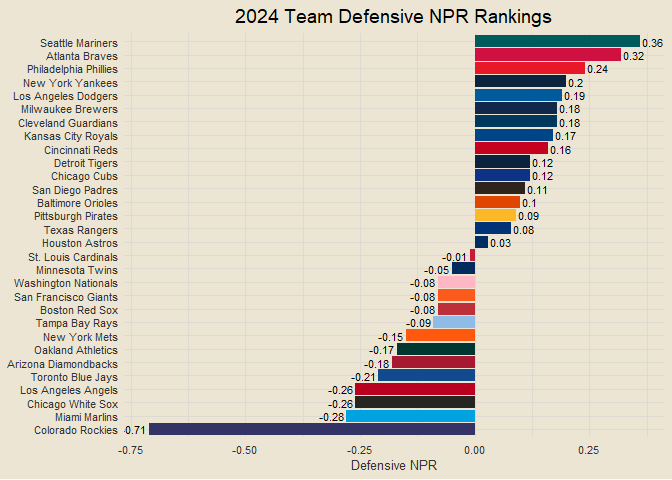 2024 Team Defensive NPR Rankings
Seattle Mariners 0.36
Atlanta Braves 0.32
Philadelphia Phillies 0.24
New York Yankees 0.2
Los Angeles Dodgers 0.19
Milwaukee Brewers 0.18
Cleveland Guardians 0.18
Kansas City Royals 0.17
Cincinnati Reds 0.16
Detroit Tigers 0.12
Chicago Cubs 0.12
San Diego Padres 0.11
Baltimore Orioles 0.1
Pittsburgh Pirates 0.09
Texas Rangers 0.08
Houston Astros 0.03
St. Louis Cardinals -0.01
Minnesota Twins -0.05
Washington Nationals -0.08
San Francisco Giants -0.08
Boston Red Sox -0.08
Tampa Bay Rays -0.09
New York Mets -0.15
Oakland Athletics -0.17
Arizona Diamondbacks -0.18
Toronto Blue Jays -0.21
Los Angeles Angels -0.26
Chicago White Sox -0.26
Miami Marlins -0.28
Colorado Rockies -0.71
-0.75 -0.50 -0.25 0.00 0.25
Defensive NPR